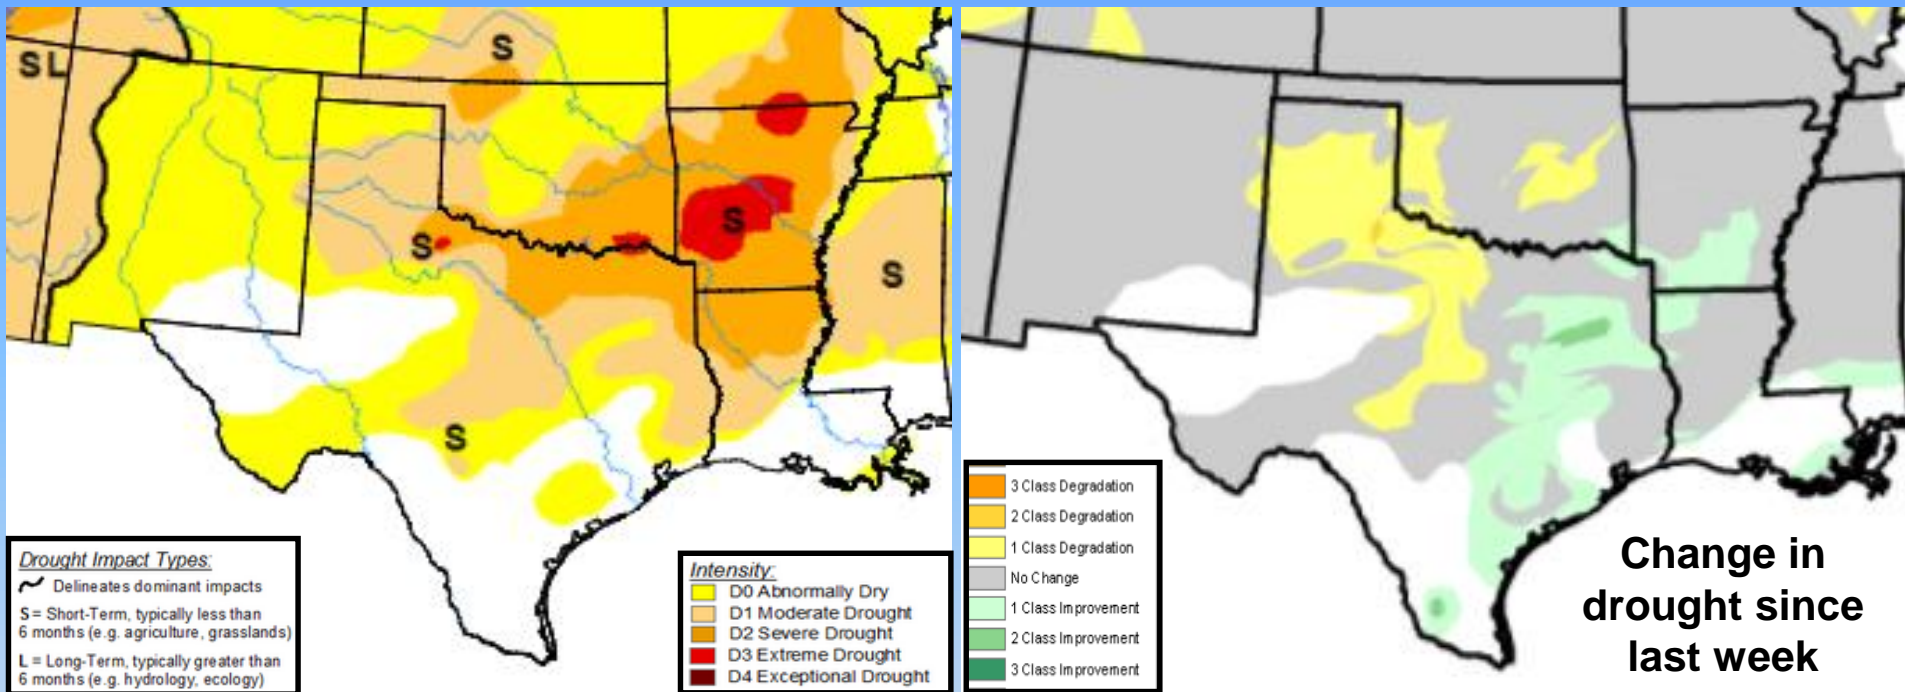 S
S L
S
S
S
S
Drought Impact Types:
Delineates dominant impacts
S = Short-Term, typically less than
6 months (e.g. agriculture, grasslands)
L = Long-Term, typically greater than
6 months (e.g. hydrology, ecology)
Intensity:
D0 Abnormally Dry
D1 Moderate Drought
D2 Severe Drought
D3 Extreme Drought
D4 Exceptional Drought
3 Class Degradation
2 Class Degradation
1 Class Degradation
No Change
1 Class Improvement
2 Class Improvement
3 Class Improvement
Change in
drought since
last week